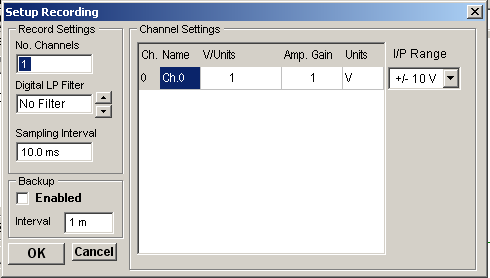 Setup Recording
Record Settings
No. Channels
1
Digital LP Filter
No Filter
Sampling Interval
10.0 ms
Backup
Enabled
Interval 1 m
OK Cancel
Channel Settings
Ch. Name V/Units Amp. Gain Units
0 Ch.0 1 1 V
I/P Range
+/- 10 V